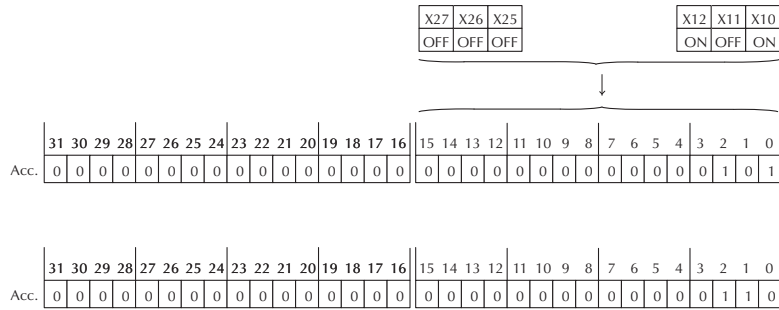 X27 X26 X25 X12 X11 X10
OFF OFF OFF ON OFF ON
31 30 29 28 27 26 25 24 23 22 21 20 19 18 17 16 15 14 13 12 11 10 9 8 7 6 5 4 3 2 1 0
Acc. 0 0 0 0 0 0 0 0 0 0 0 0 0 0 0 0 0 0 0 0 0 0 0 0 0 0 0 0 0 1 0 1
31 30 29 28 27 26 25 24 23 22 21 20 19 18 17 16 15 14 13 12 11 10 9 8 7 6 5 4 3 2 1 0
Acc. 0 0 0 0 0 0 0 0 0 0 0 0 0 0 0 0 0 0 0 0 0 0 0 0 0 0 0 0 0 1 1 0